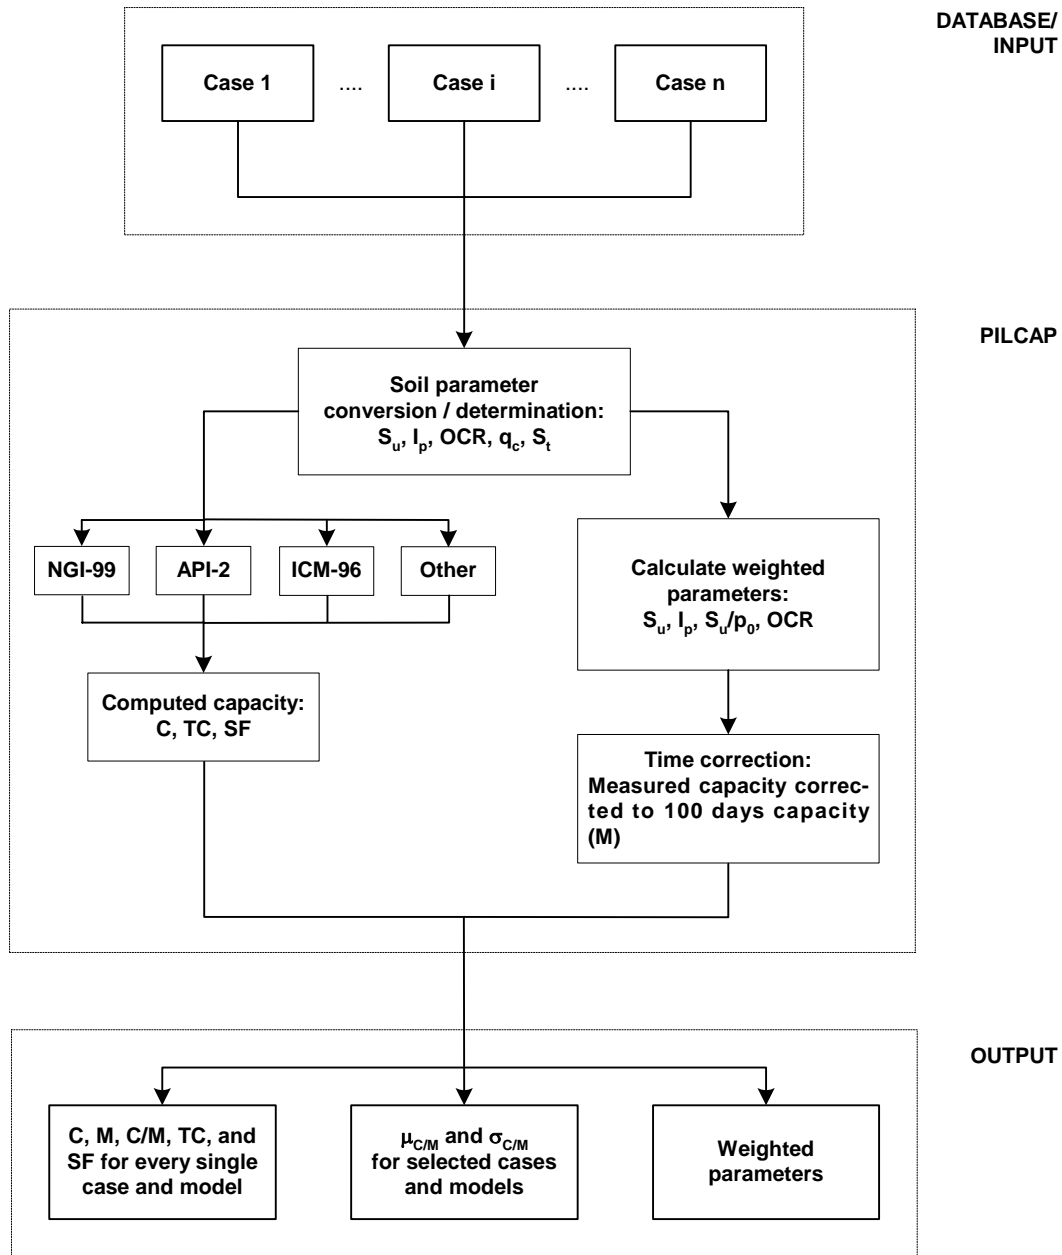 DATABASE/
INPUT
Case 1
....
Case i
....
Case n
PILCAP
Soil parameter
conversion / determination:
Su, Ip, OCR, qc, St
NGI-99
API-2
ICM-96
Other
Calculate weighted
parameters:
Su, Ip, Su/p0, OCR
Computed capacity:
C, TC, SF
Time correction:
Measured capacity correc-
ted to 100 days capacity
(M)
OUTPUT
C, M, C/M, TC, and
SF for every single
case and model
μC/M and σC/M
for selected cases
and models
Weighted
parameters